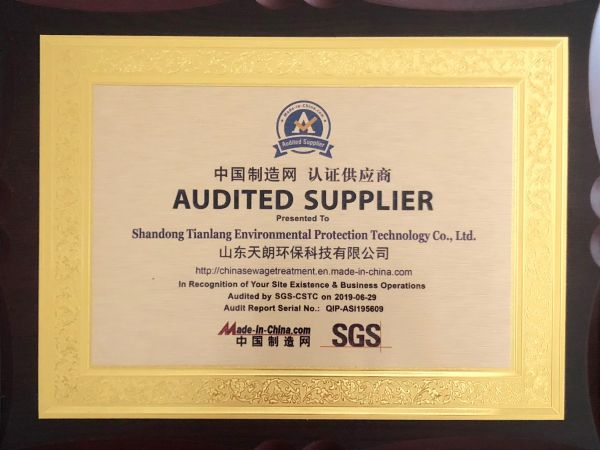 Made-in-China.com
Audited Supplier
中国制造网 认证供应商
AUDITED SUPPLIER
Presented To
Shandong Tianlang Environmental Protection Technology Co., Ltd.
山东天朗环保科技有限公司
http://chinasewagetreatment.en.made-in-china.com
In Recognition of Your Site Existence & Business Operations
Audited by SGS-CSTC on 2019-06-29
Audit Report Serial No.: QIP-ASI195609
Made-in-China.com
中国制造网
SGS